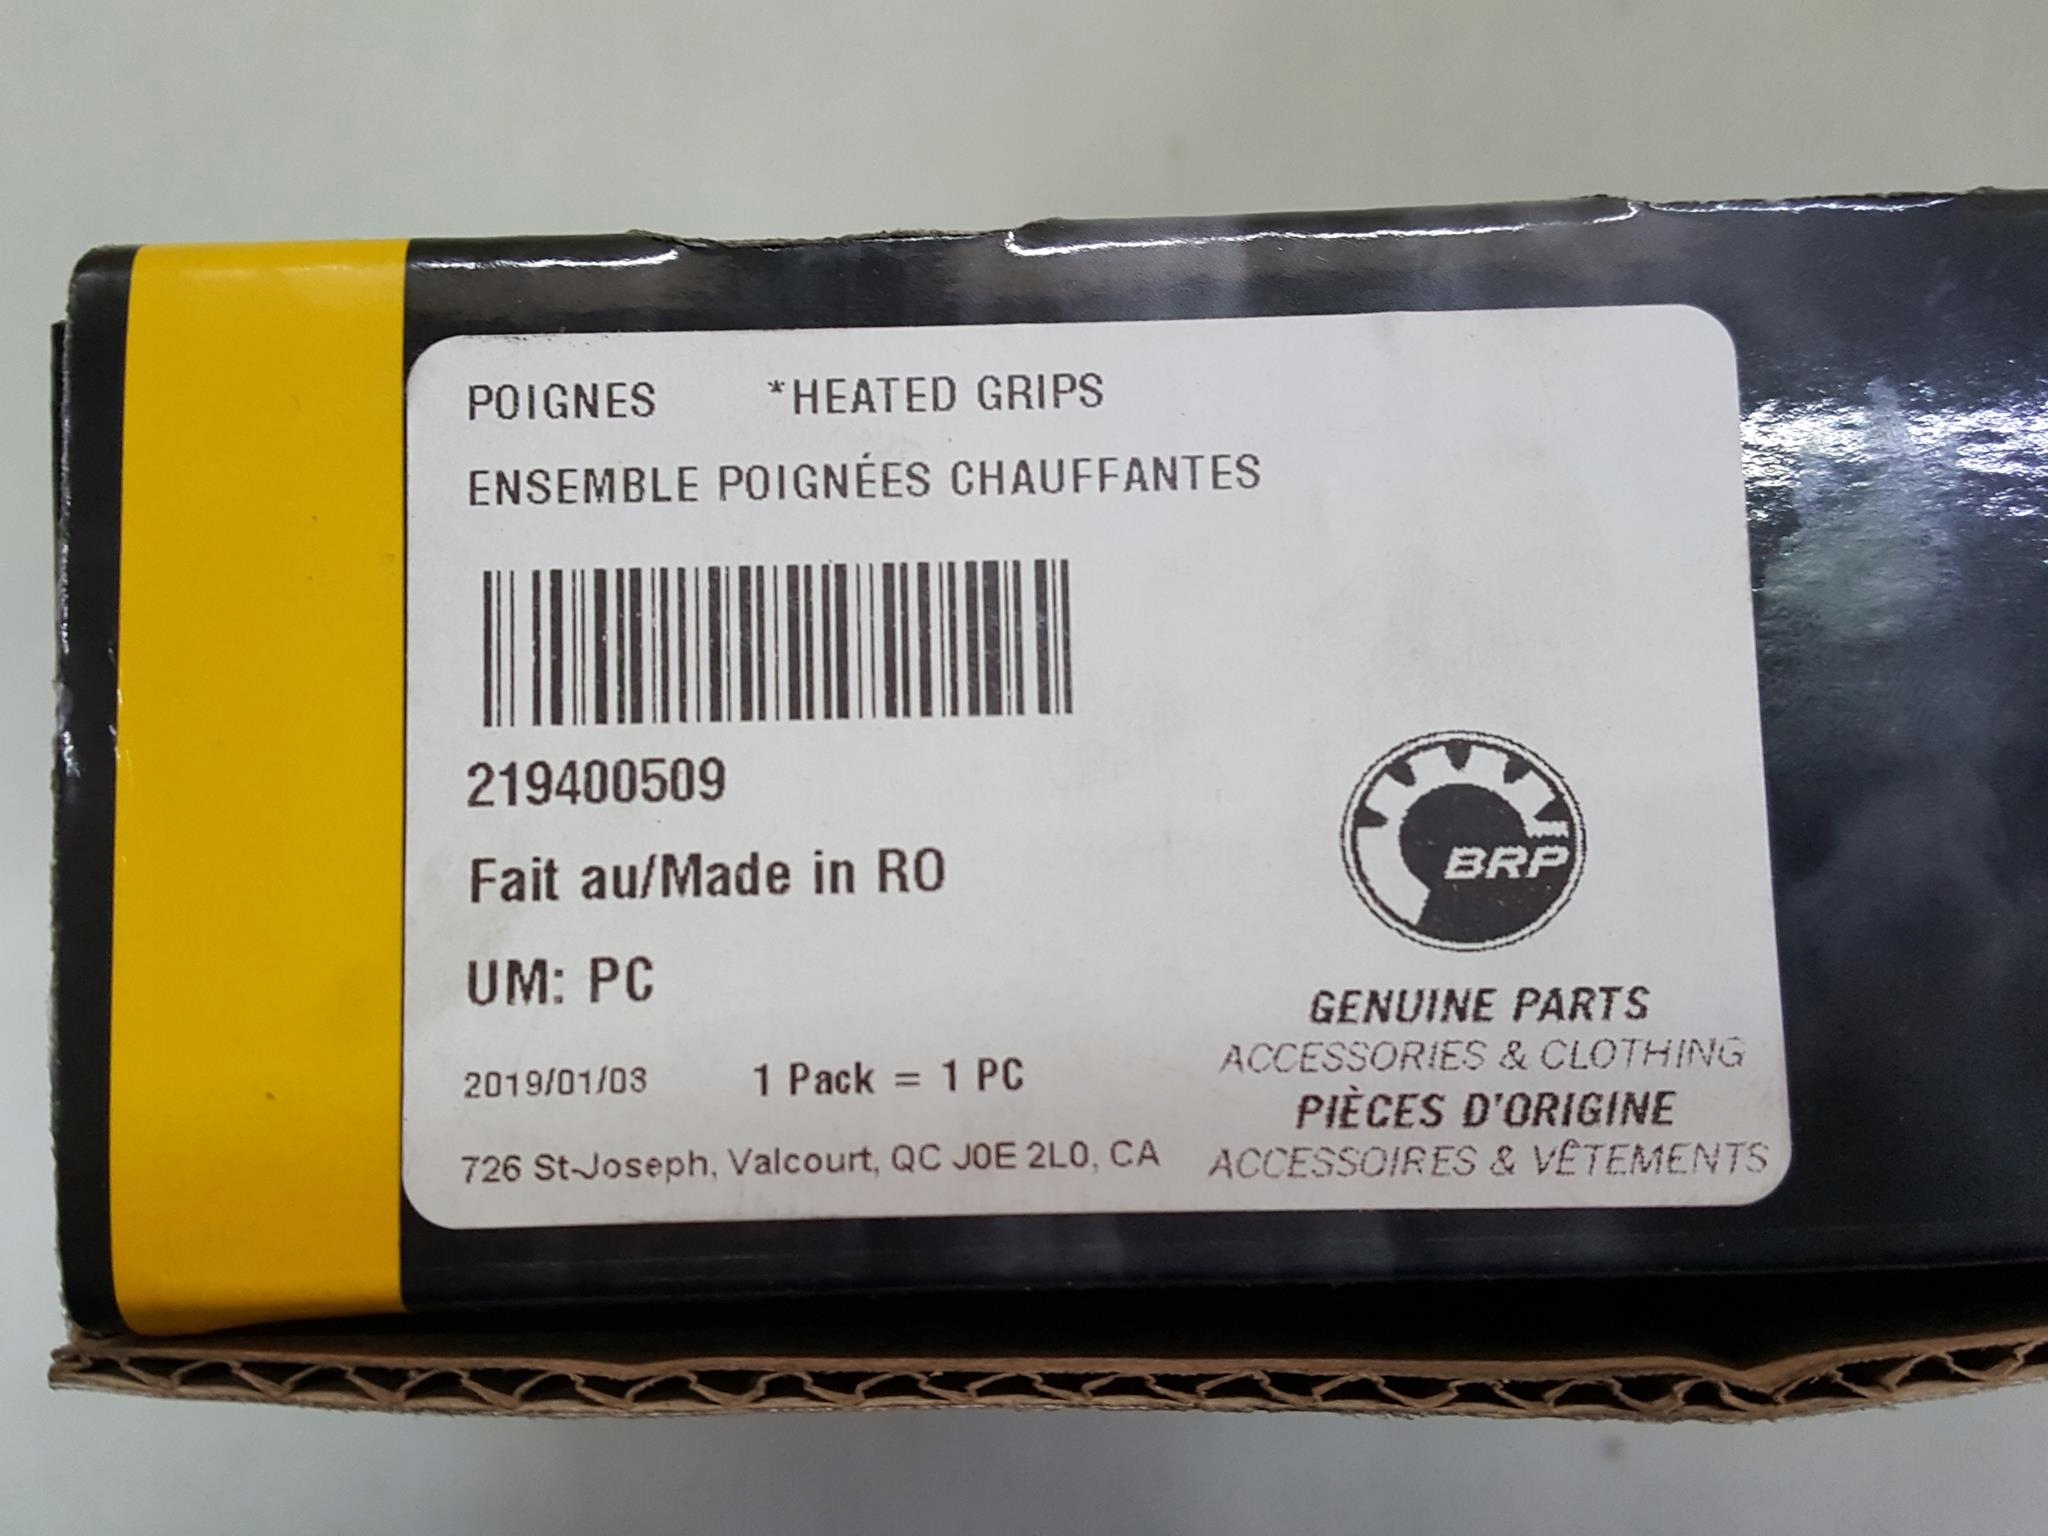 POIGNES *HEATED GRIPS
ENSEMBLE POIGNÉES CHAUFFANTES
219400509
Fait au/Made in RO
UM: PC
2019/01/03 1 Pack = 1 PC
726 St-Joseph, Valcourt, QC J0E 2L0, CA
BRP
GENUINE PARTS
ACCESSORIES & CLOTHING
PIÈCES D'ORIGINE
ACCESSOIRES & VÊTEMENTS